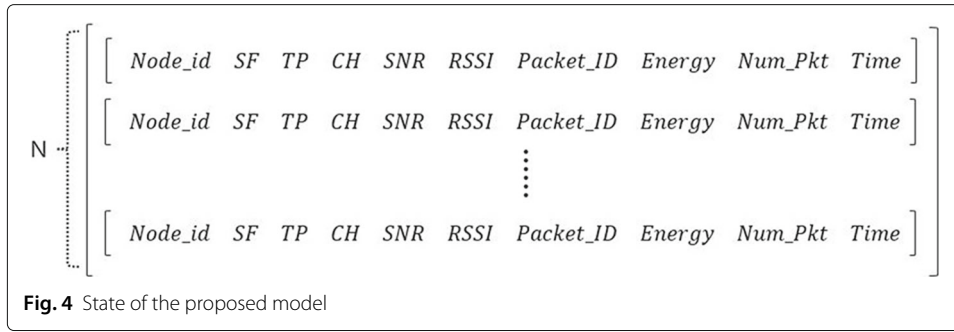 Node_id SF TP CH SNR RSSI Packet_ID Energy Num_Pkt Time
Node_id SF TP CH SNR RSSI Packet_ID Energy Num_Pkt Time
N
Node_id SF TP CH SNR RSSI Packet_ID Energy Num_Pkt Time
Fig. 4 State of the proposed model